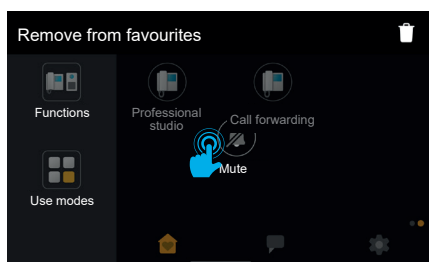 Remove from favourites
Functions
Professional
studio
Call forwarding
Mute
Use modes